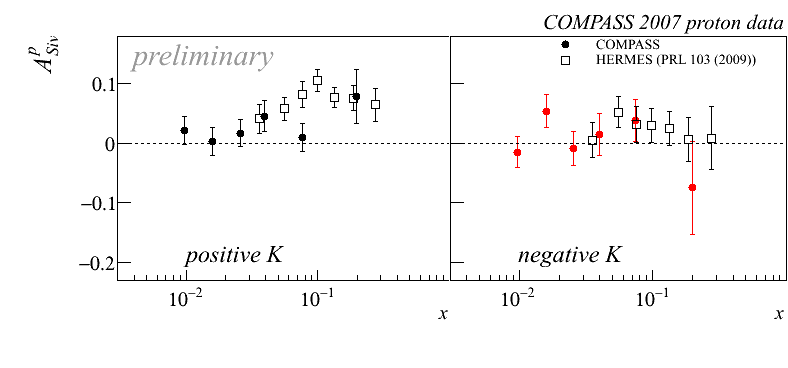 COMPASS 2007 proton data
A^p_Siv
preliminary
COMPASS
HERMES (PRL 103 (2009))
0.1
0
−0.1
−0.2
positive K
negative K
10^−2 10^−1 10^−2 10^−1
x x